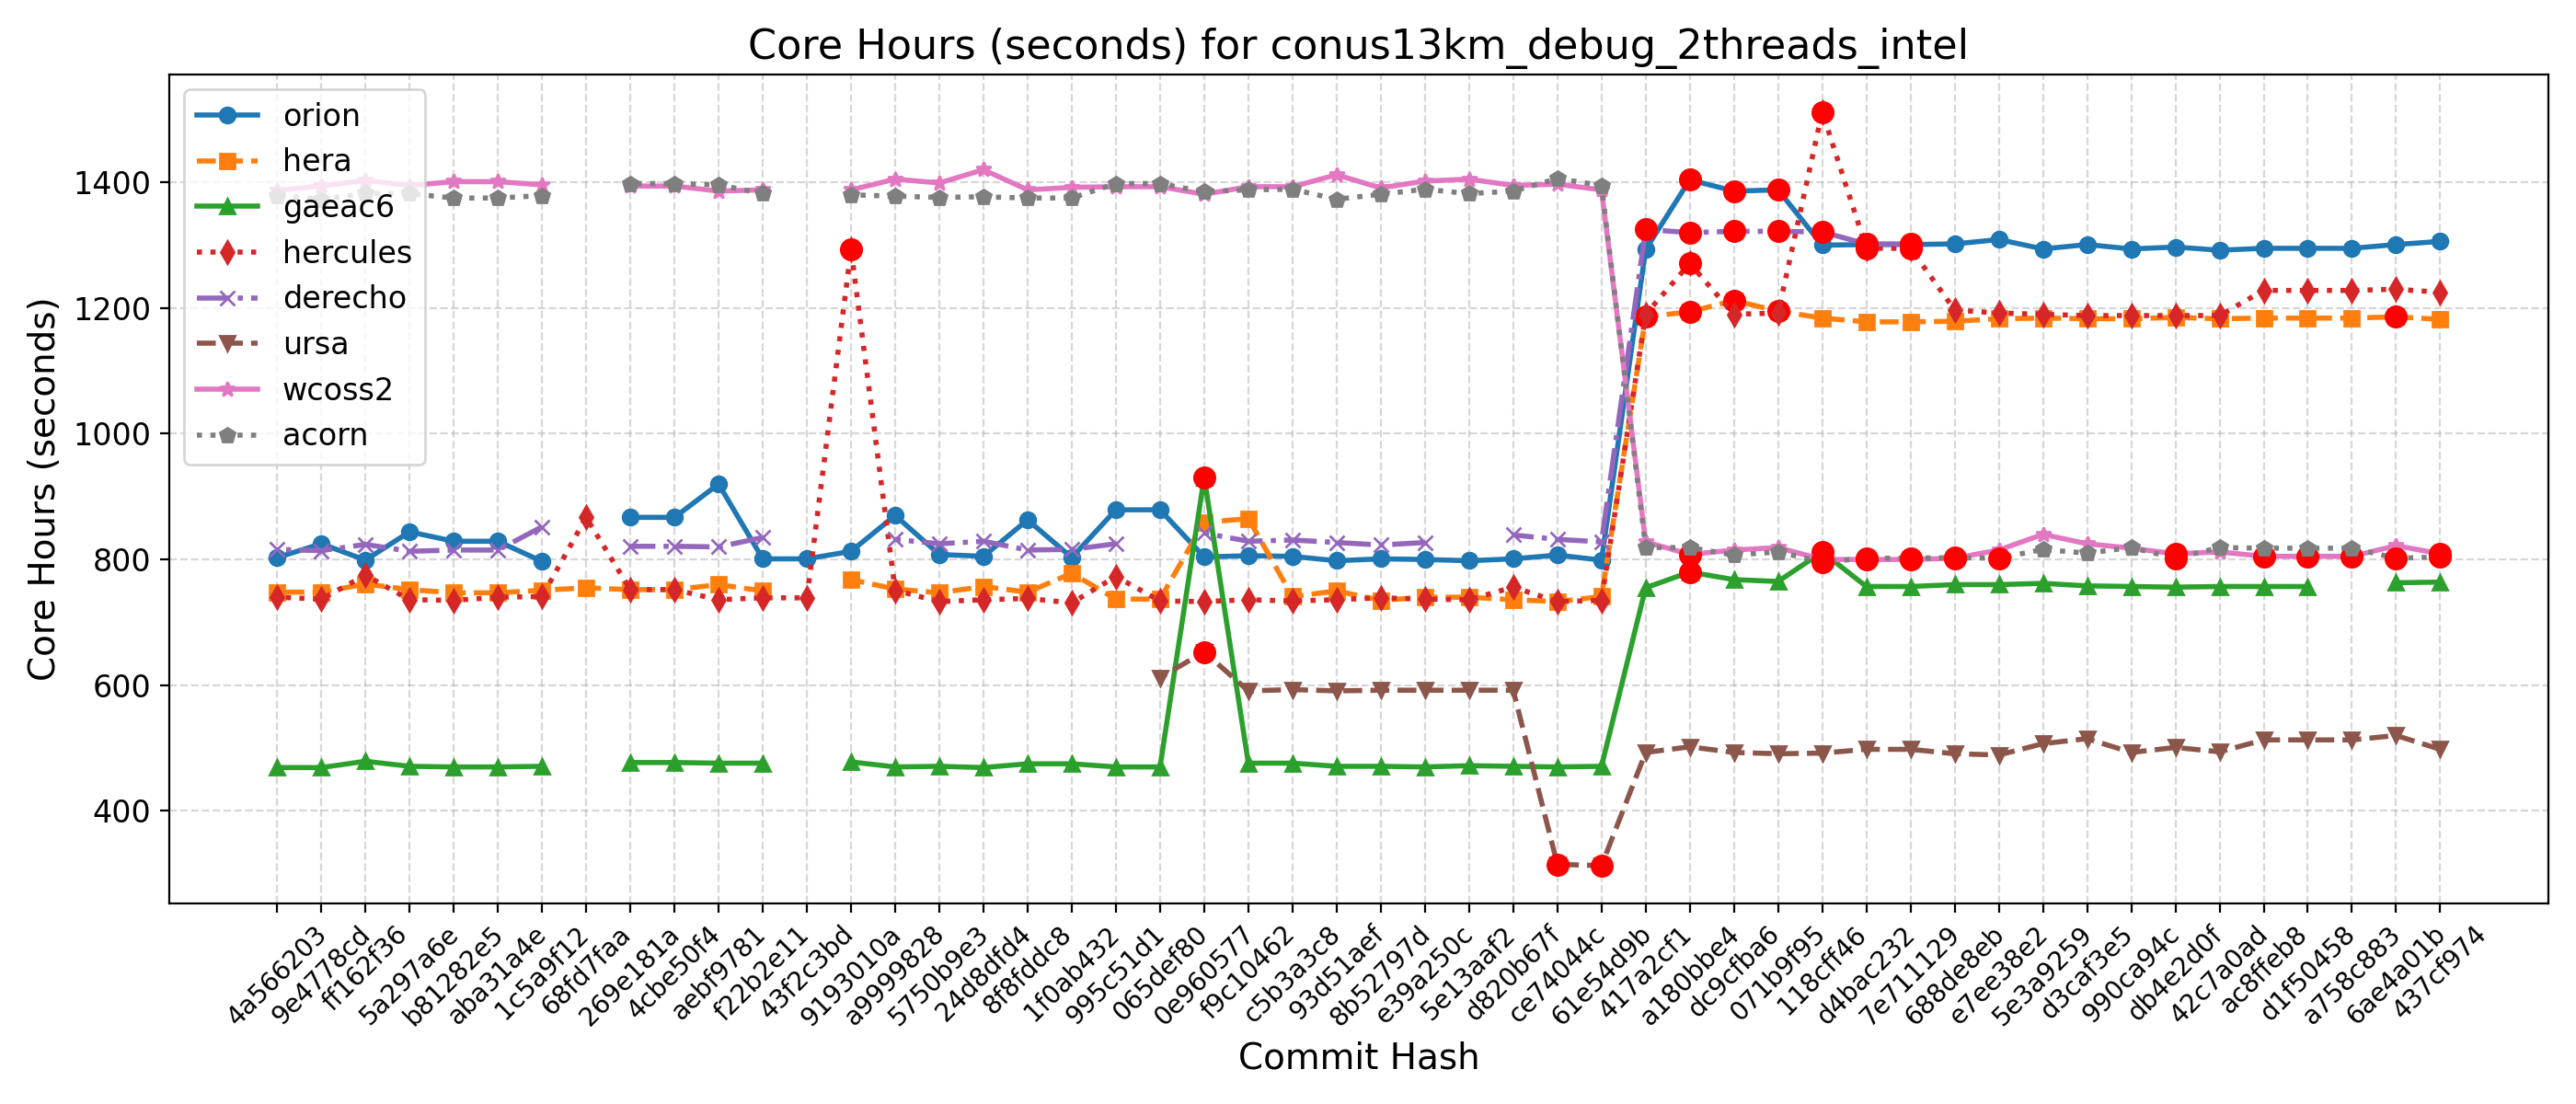 Core Hours (seconds) for conus13km_debug_2threads_intel
Core Hours (seconds)
1400
1200
1000
800
600
400
orion
hera
gaeac6
hercules
derecho
ursa
wcoss2
acorn
4a566203
9e4778cd
ff162f36
5a297a6e
b81282e5
aba31a4e
1c5a9f12
68fd7faa
269e181a
4cbe50f4
aebf9781
f22b2e11
43f2c3bd
9193010a
a9999828
5750b9e3
24d8dfd4
8f8fddc8
1f0ab432
995c51d1
065def80
0e960577
f9c10462
c5b3a3c8
93d51aef
8b52797d
e39a250c
5e13aaf2
d820b67f
ce74044c
61e54d9b
417a2cf1
a180bbe4
dc9cfba6
071b9f95
118cff46
d4bac232
7e711129
688de8eb
e7ee38e2
5e3a9259
d3caf3e5
990ca94c
db4e2d0f
42c7a0ad
ac8ffeb8
d1f50458
a758c883
6ae4a01b
437cf974
Commit Hash